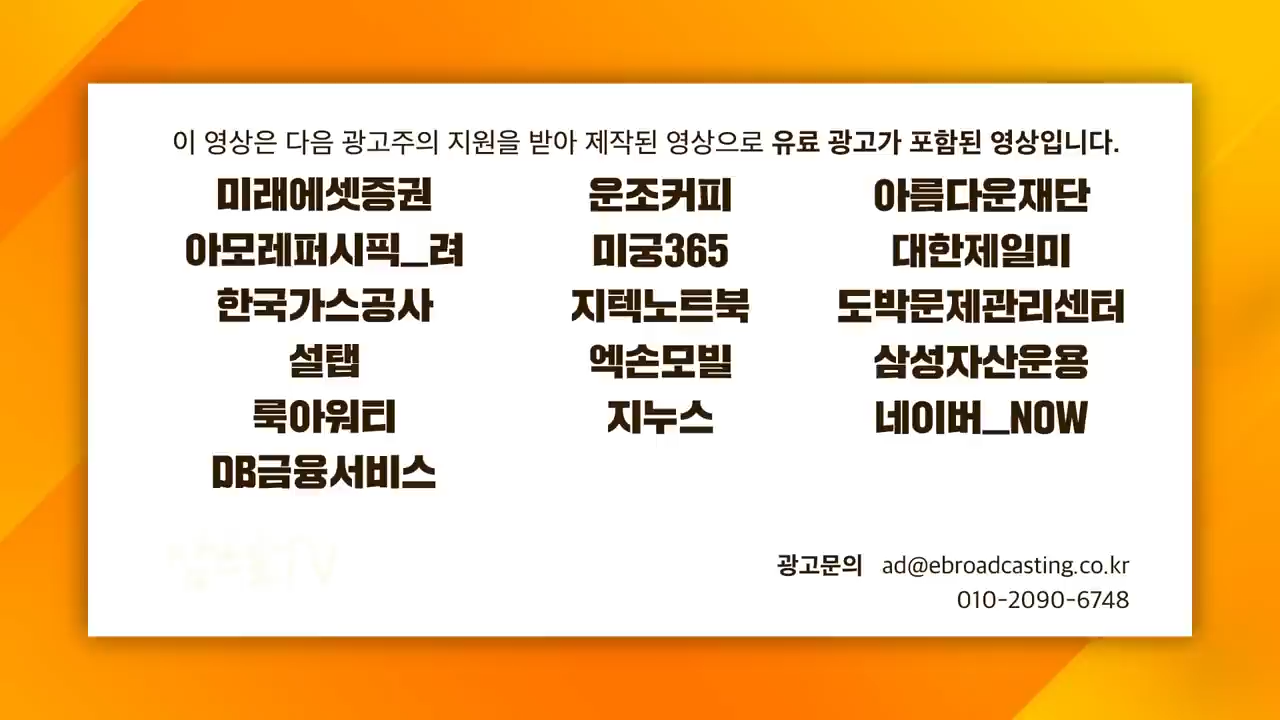 이 영상은 다음 광고주의 지원을 받아 제작된 영상으로 유료 광고가 포함된 영상입니다.
미래에셋증권 운조커피 아름다운재단
아모레퍼시픽_려 미궁365 대한제일미
한국가스공사 지텍노트북 도박문제관리센터
설탭 엑손모빌 삼성자산운용
룩아워티 지누스 네이버_NOW
DB금융서비스
광고문의 ad@ebroadcasting.co.kr
010-2090-6748